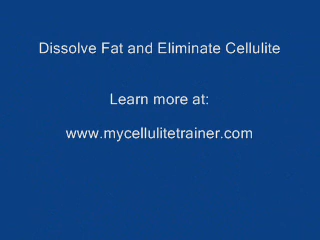 Dissolve Fat and Eliminate Cellulite
Learn more at:
www.mycellulitetrainer.com